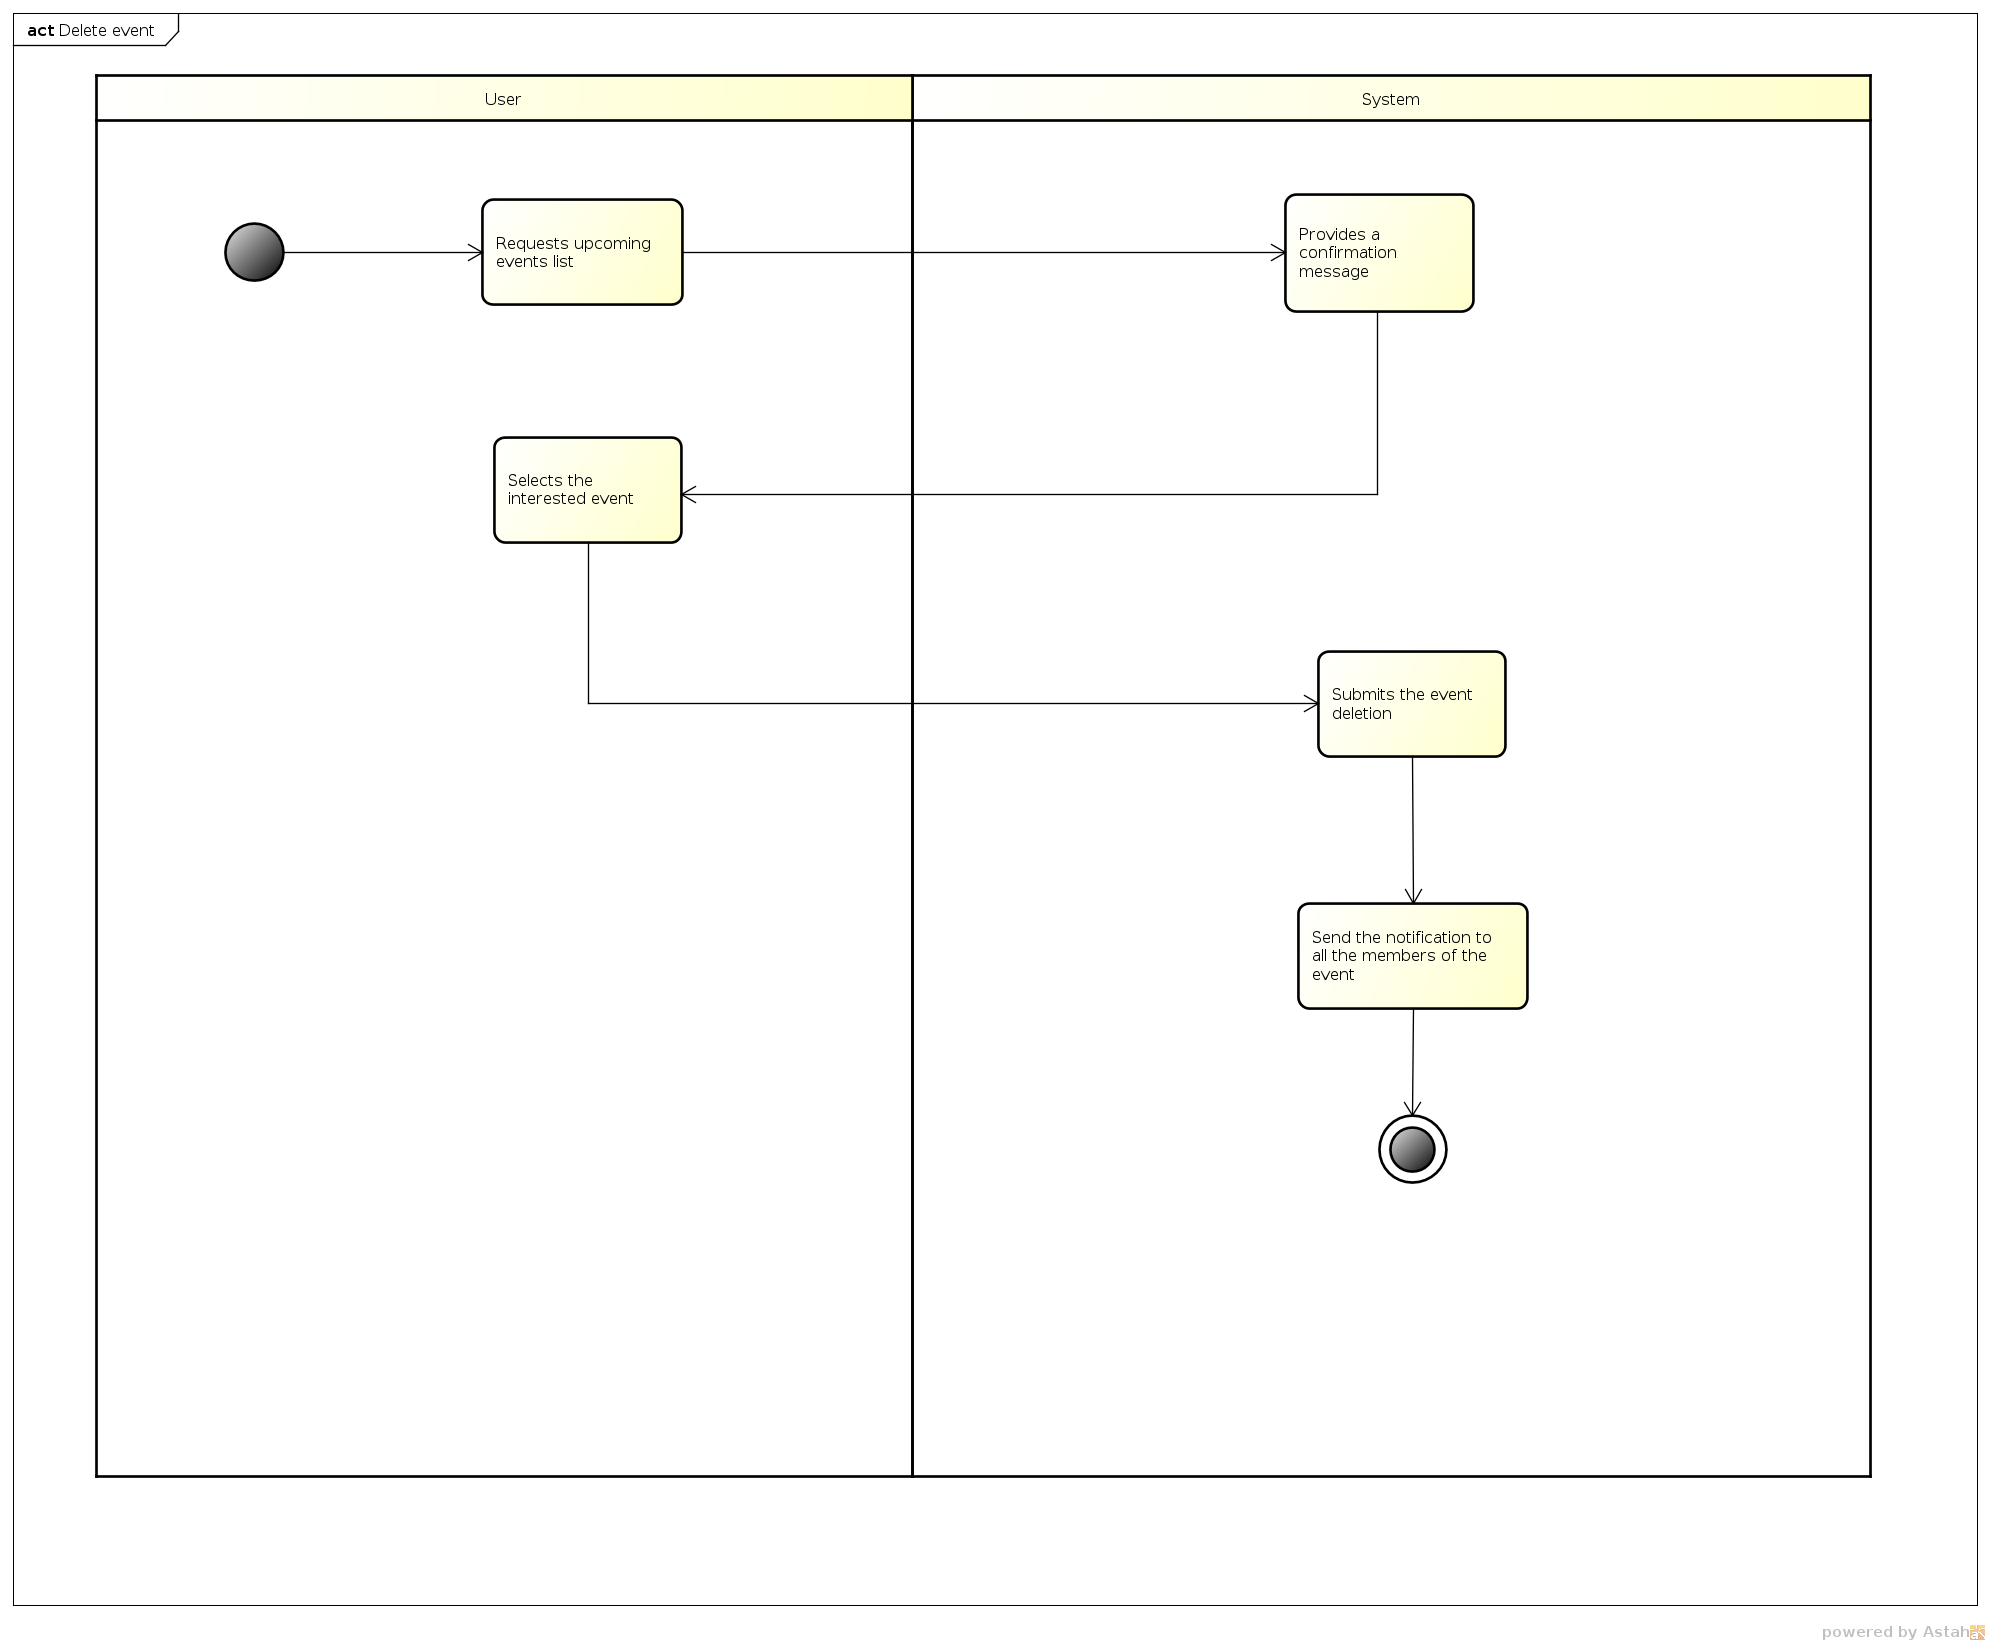 act Delete event
User
System
Requests upcoming
events list
Provides a
confirmation
message
Selects the
interested event
Submits the event
deletion
Send the notification to
all the members of the
event
powered by Astah